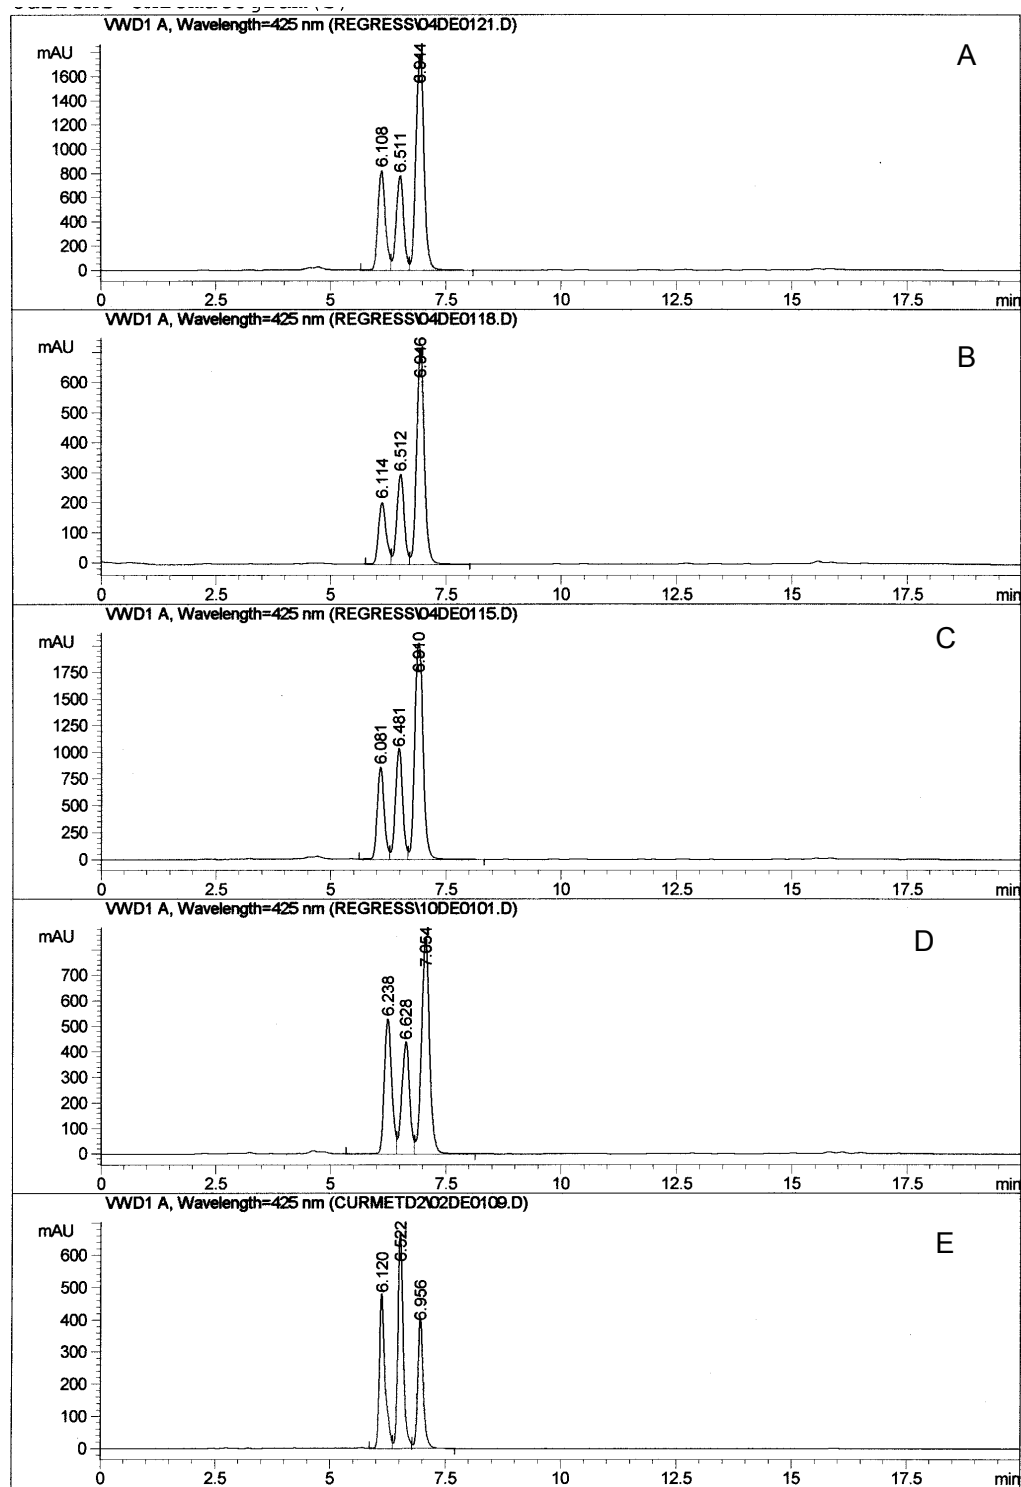 VWD1 A, Wavelength=425 nm (REGRESS\04DE0121.D)
mAU
A
1600
1400
1200
1000
800
600
400
200
0
6.108
6.511
6.944
0 2.5 5 7.5 10 12.5 15 17.5 min
VWD1 A, Wavelength=425 nm (REGRESS\04DE0118.D)
mAU
B
600
500
400
300
200
100
0
6.114
6.512
6.946
0 2.5 5 7.5 10 12.5 15 17.5 min
VWD1 A, Wavelength=425 nm (REGRESS\04DE0115.D)
mAU
C
1750
1500
1250
1000
750
500
250
0
6.081
6.481
6.910
0 2.5 5 7.5 10 12.5 15 17.5 min
VWD1 A, Wavelength=425 nm (REGRESS\10DE0101.D)
mAU
D
700
600
500
400
300
200
100
0
6.238
6.628
7.054
0 2.5 5 7.5 10 12.5 15 17.5 min
VWD1 A, Wavelength=425 nm (CURMETD2\02DE0109.D)
mAU
E
600
500
400
300
200
100
0
6.120
6.522
6.956
0 2.5 5 7.5 10 12.5 15 17.5 min